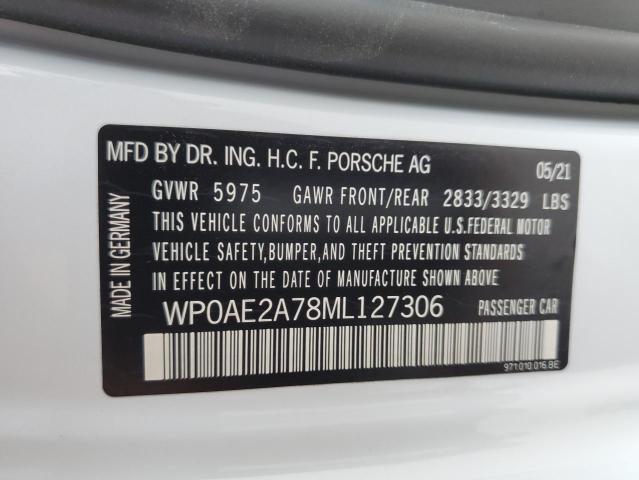 MFD BY DR. ING. H.C. F. PORSCHE AG 05/21
GVWR 5975 GAWR FRONT/REAR 2833/3329 LBS
THIS VEHICLE CONFORMS TO ALL APPLICABLE U.S.FEDERAL MOTOR
VEHICLE SAFETY,BUMPER,AND THEFT PREVENTION STANDARDS
IN EFFECT ON THE DATE OF MANUFACTURE SHOWN ABOVE
WP0AE2A78ML127306 PASSENGER CAR
MADE IN GERMANY
971.010.016.BE